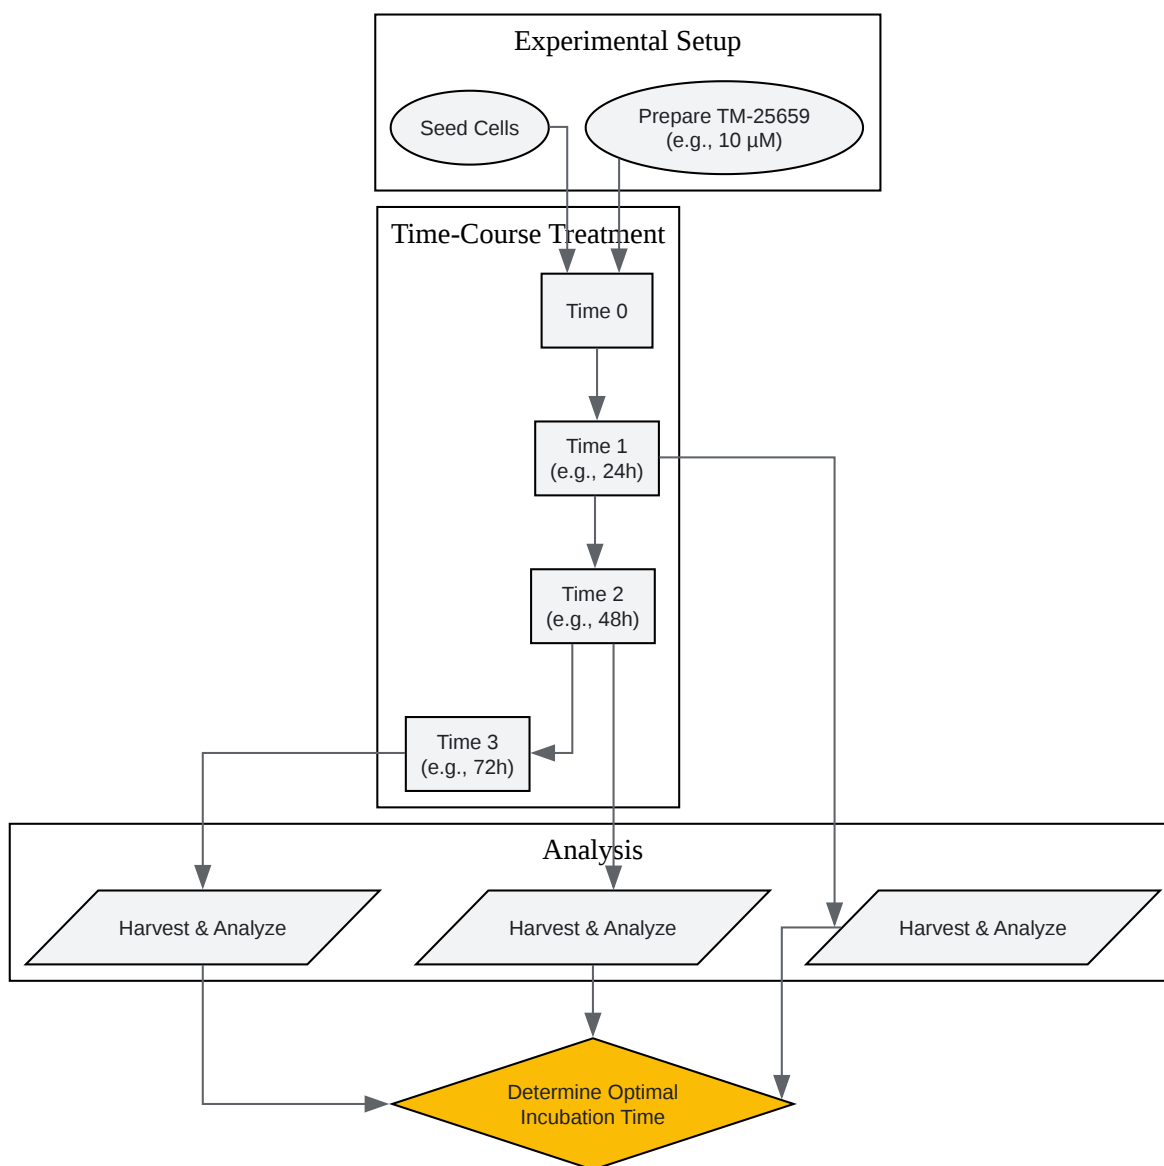 Experimental Setup
Seed Cells
Prepare TM-25659
(e.g., 10 µM)
Time-Course Treatment
Time 0
Time 1
(e.g., 24h)
Time 2
(e.g., 48h)
Time 3
(e.g., 72h)
Analysis
Harvest & Analyze
Harvest & Analyze
Harvest & Analyze
Determine Optimal
Incubation Time